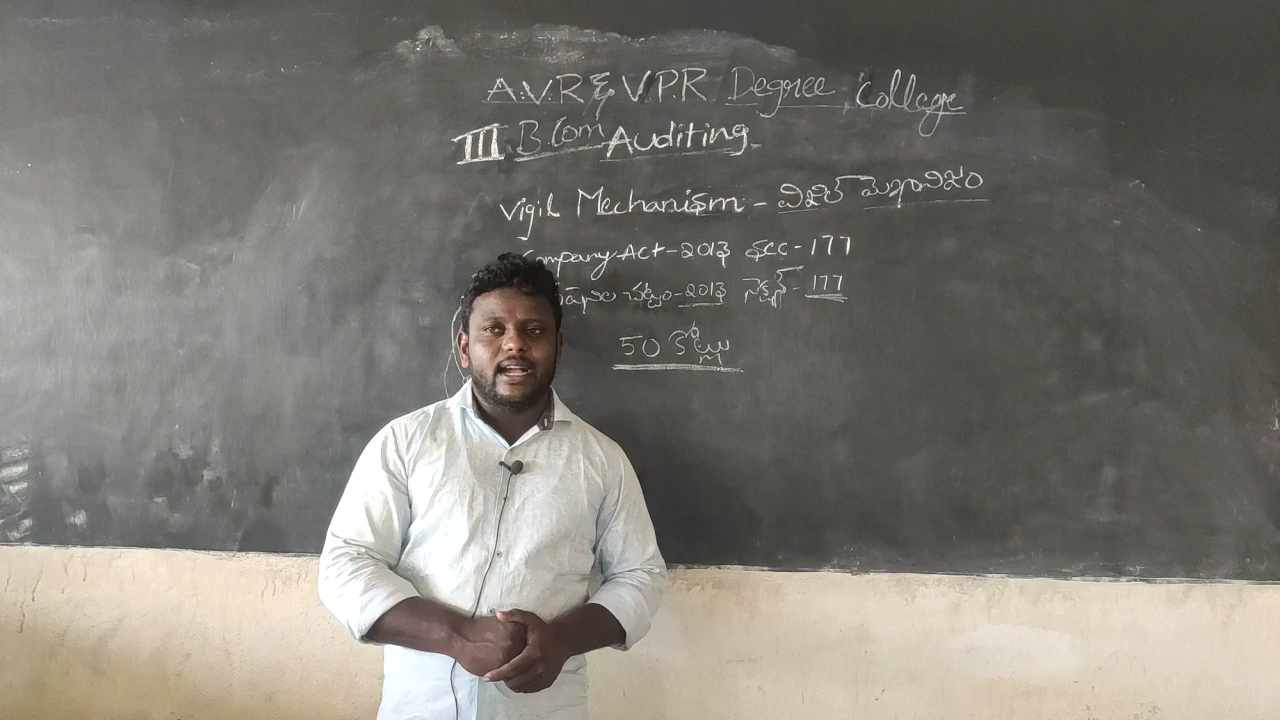 A.V.R & V.P.R Degree College
III B.Com Auditing
Vigil Mechanism - విజిల్ మెఖానిజం
Company Act - 2013 Sec - 177
చట్టం - 2013 సెక్షన్ - 177
50 కోట్లు